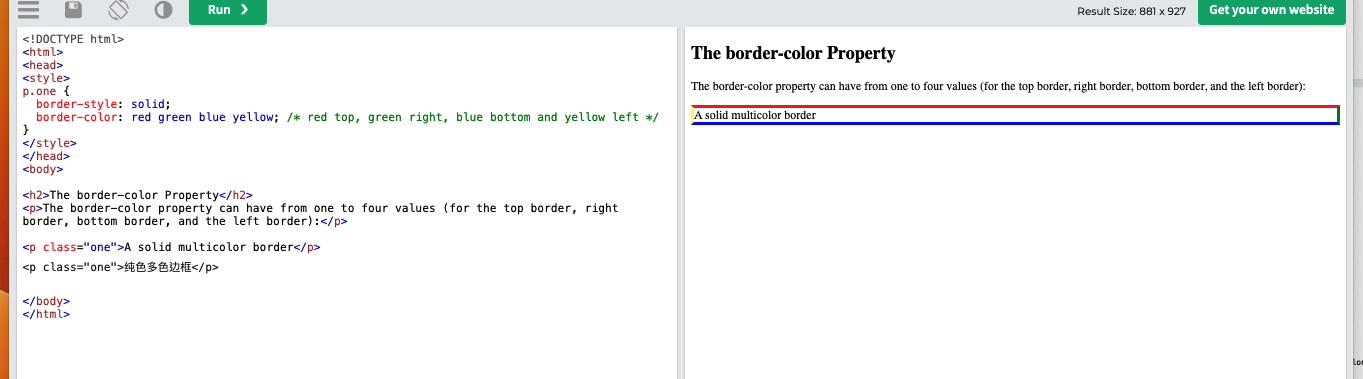 Run ❯
Result Size: 881 x 927
Get your own website
<!DOCTYPE html>
<html>
<head>
<style>
p.one {
  border-style: solid;
  border-color: red green blue yellow; /* red top, green right, blue bottom and yellow left */
}
</style>
</head>
<body>
<h2>The border-color Property</h2>
<p>The border-color property can have from one to four values (for the top border, right
border, bottom border, and the left border):</p>
<p class="one">A solid multicolor border</p>
<p class="one">纯色多色边框</p>
</body>
</html>
The border-color Property
The border-color property can have from one to four values (for the top border, right border, bottom border, and the left border):
A solid multicolor border